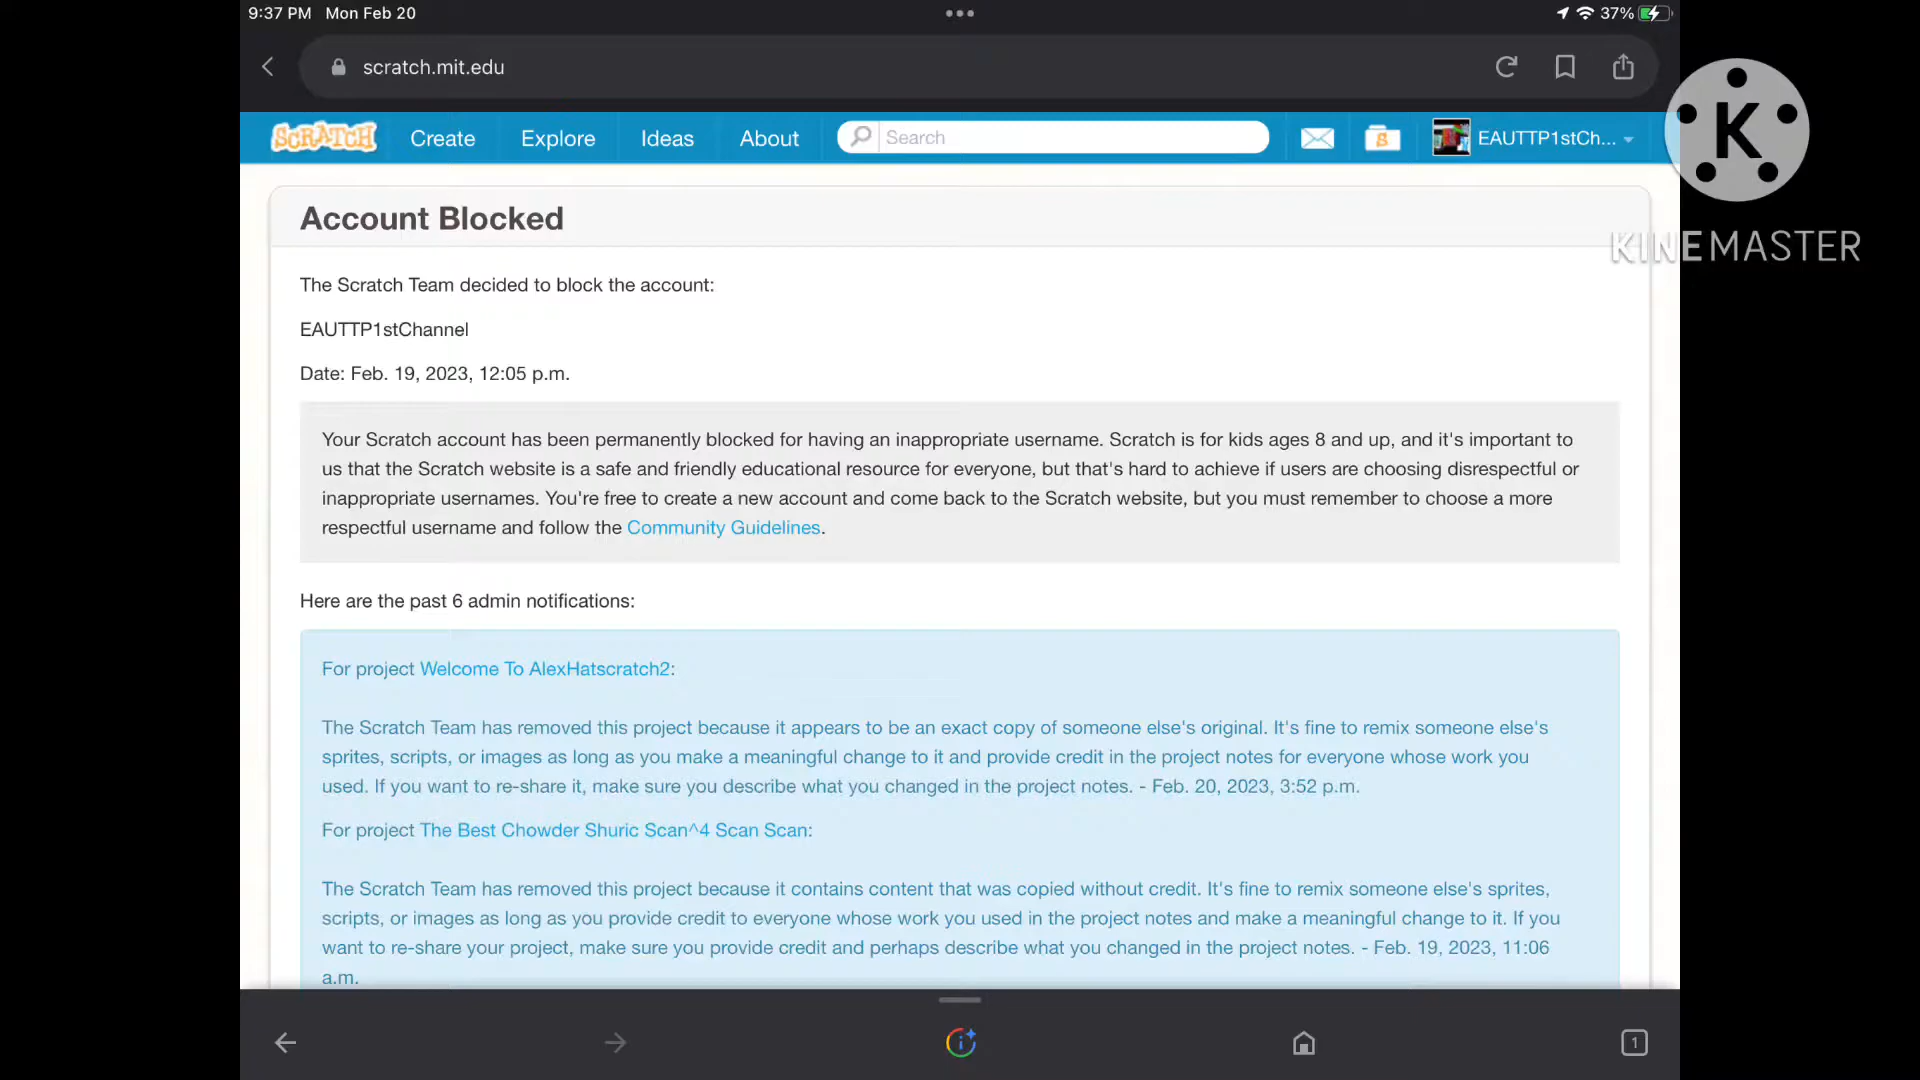 9:37 PM Mon Feb 20
37%
scratch.mit.edu
SCRATCH Create Explore Ideas About Search EAUTTP1stCh...
K
KINEMASTER
Account Blocked
The Scratch Team decided to block the account:
EAUTTP1stChannel
Date: Feb. 19, 2023, 12:05 p.m.
Your Scratch account has been permanently blocked for having an inappropriate username. Scratch is for kids ages 8 and up, and it's important to
us that the Scratch website is a safe and friendly educational resource for everyone, but that's hard to achieve if users are choosing disrespectful or
inappropriate usernames. You're free to create a new account and come back to the Scratch website, but you must remember to choose a more
respectful username and follow the Community Guidelines.
Here are the past 6 admin notifications:
For project Welcome To AlexHatscratch2:
The Scratch Team has removed this project because it appears to be an exact copy of someone else's original. It's fine to remix someone else's
sprites, scripts, or images as long as you make a meaningful change to it and provide credit in the project notes for everyone whose work you
used. If you want to re-share it, make sure you describe what you changed in the project notes. - Feb. 20, 2023, 3:52 p.m.
For project The Best Chowder Shuric Scan^4 Scan Scan:
The Scratch Team has removed this project because it contains content that was copied without credit. It's fine to remix someone else's sprites,
scripts, or images as long as you provide credit to everyone whose work you used in the project notes and make a meaningful change to it. If you
want to re-share your project, make sure you provide credit and perhaps describe what you changed in the project notes. - Feb. 19, 2023, 11:06
a.m.
1